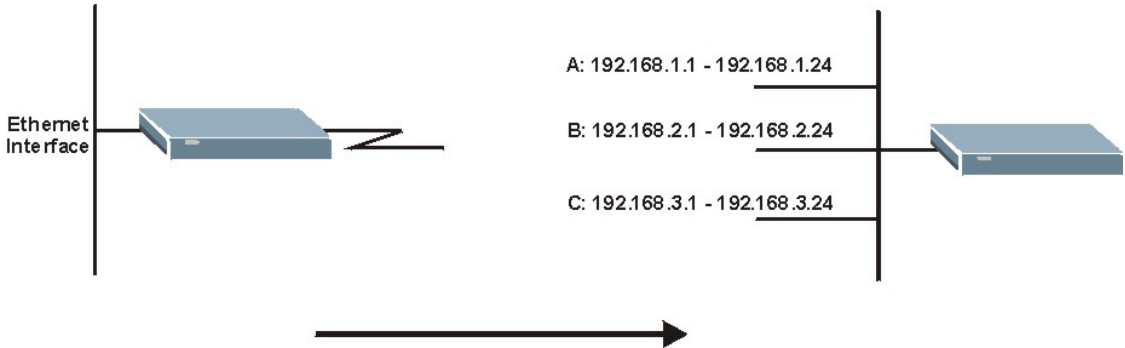 Ethernet
Interface
A: 192.168.1.1 - 192.168.1.24
B: 192.168.2.1 - 192.168.2.24
C: 192.168.3.1 - 192.168.3.24